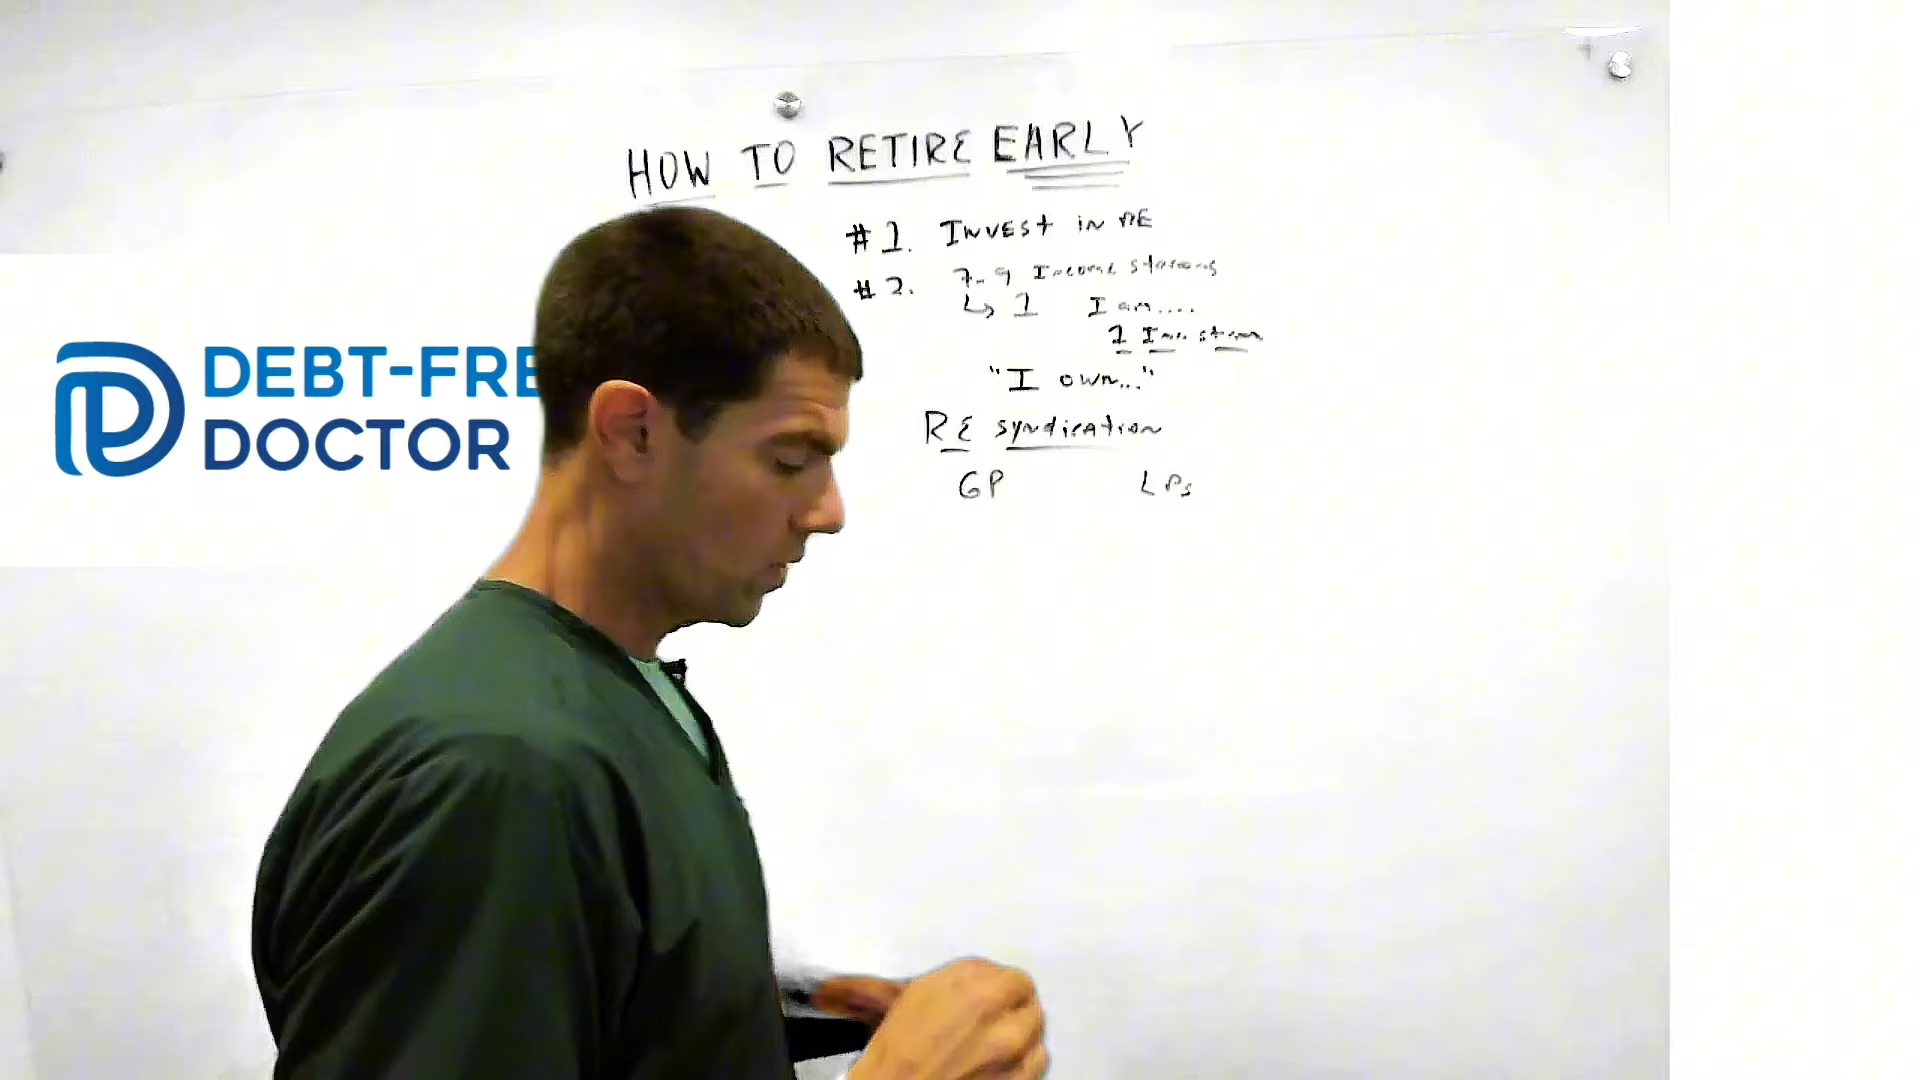 HOW TO RETIRE EARLY
#1. INVEST in RE
#2. 7-9 Income streams
↳ 1 I am....
1 Inc. stream
"I own..."
RE syndication
GP LPs
DEBT-FRE
DOCTOR